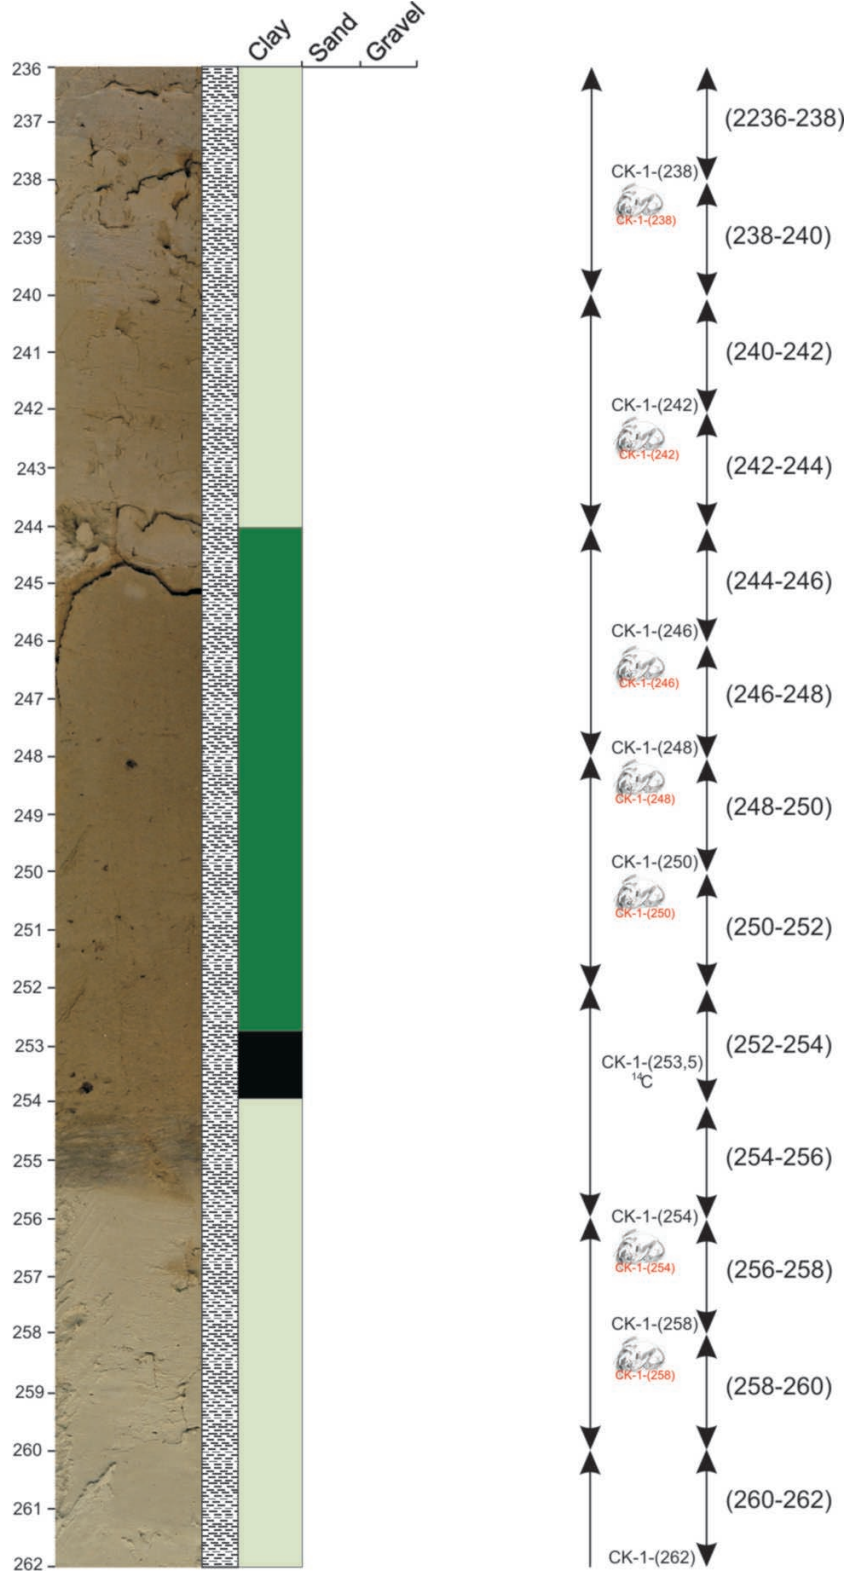 Clay Sand Gravel
236
237
238
239
240
241
242
243
244
245
246
247
248
249
250
251
252
253
254
255
256
257
258
259
260
261
262
CK-1-(238)
CK-1-(238)
CK-1-(242)
CK-1-(242)
CK-1-(246)
CK-1-(246)
CK-1-(248)
CK-1-(248)
CK-1-(250)
CK-1-(250)
CK-1-(253,5)
¹⁴C
CK-1-(254)
CK-1-(254)
CK-1-(258)
CK-1-(258)
CK-1-(262)
(2236-238)
(238-240)
(240-242)
(242-244)
(244-246)
(246-248)
(248-250)
(250-252)
(252-254)
(254-256)
(256-258)
(258-260)
(260-262)